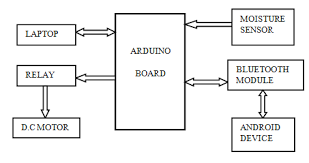 LAPTOP
RELAY
D.C MOTOR
ARDUINO
BOARD
MOISTURE
SENSOR
BLUETOOTH
MODULE
ANDROID
DEVICE